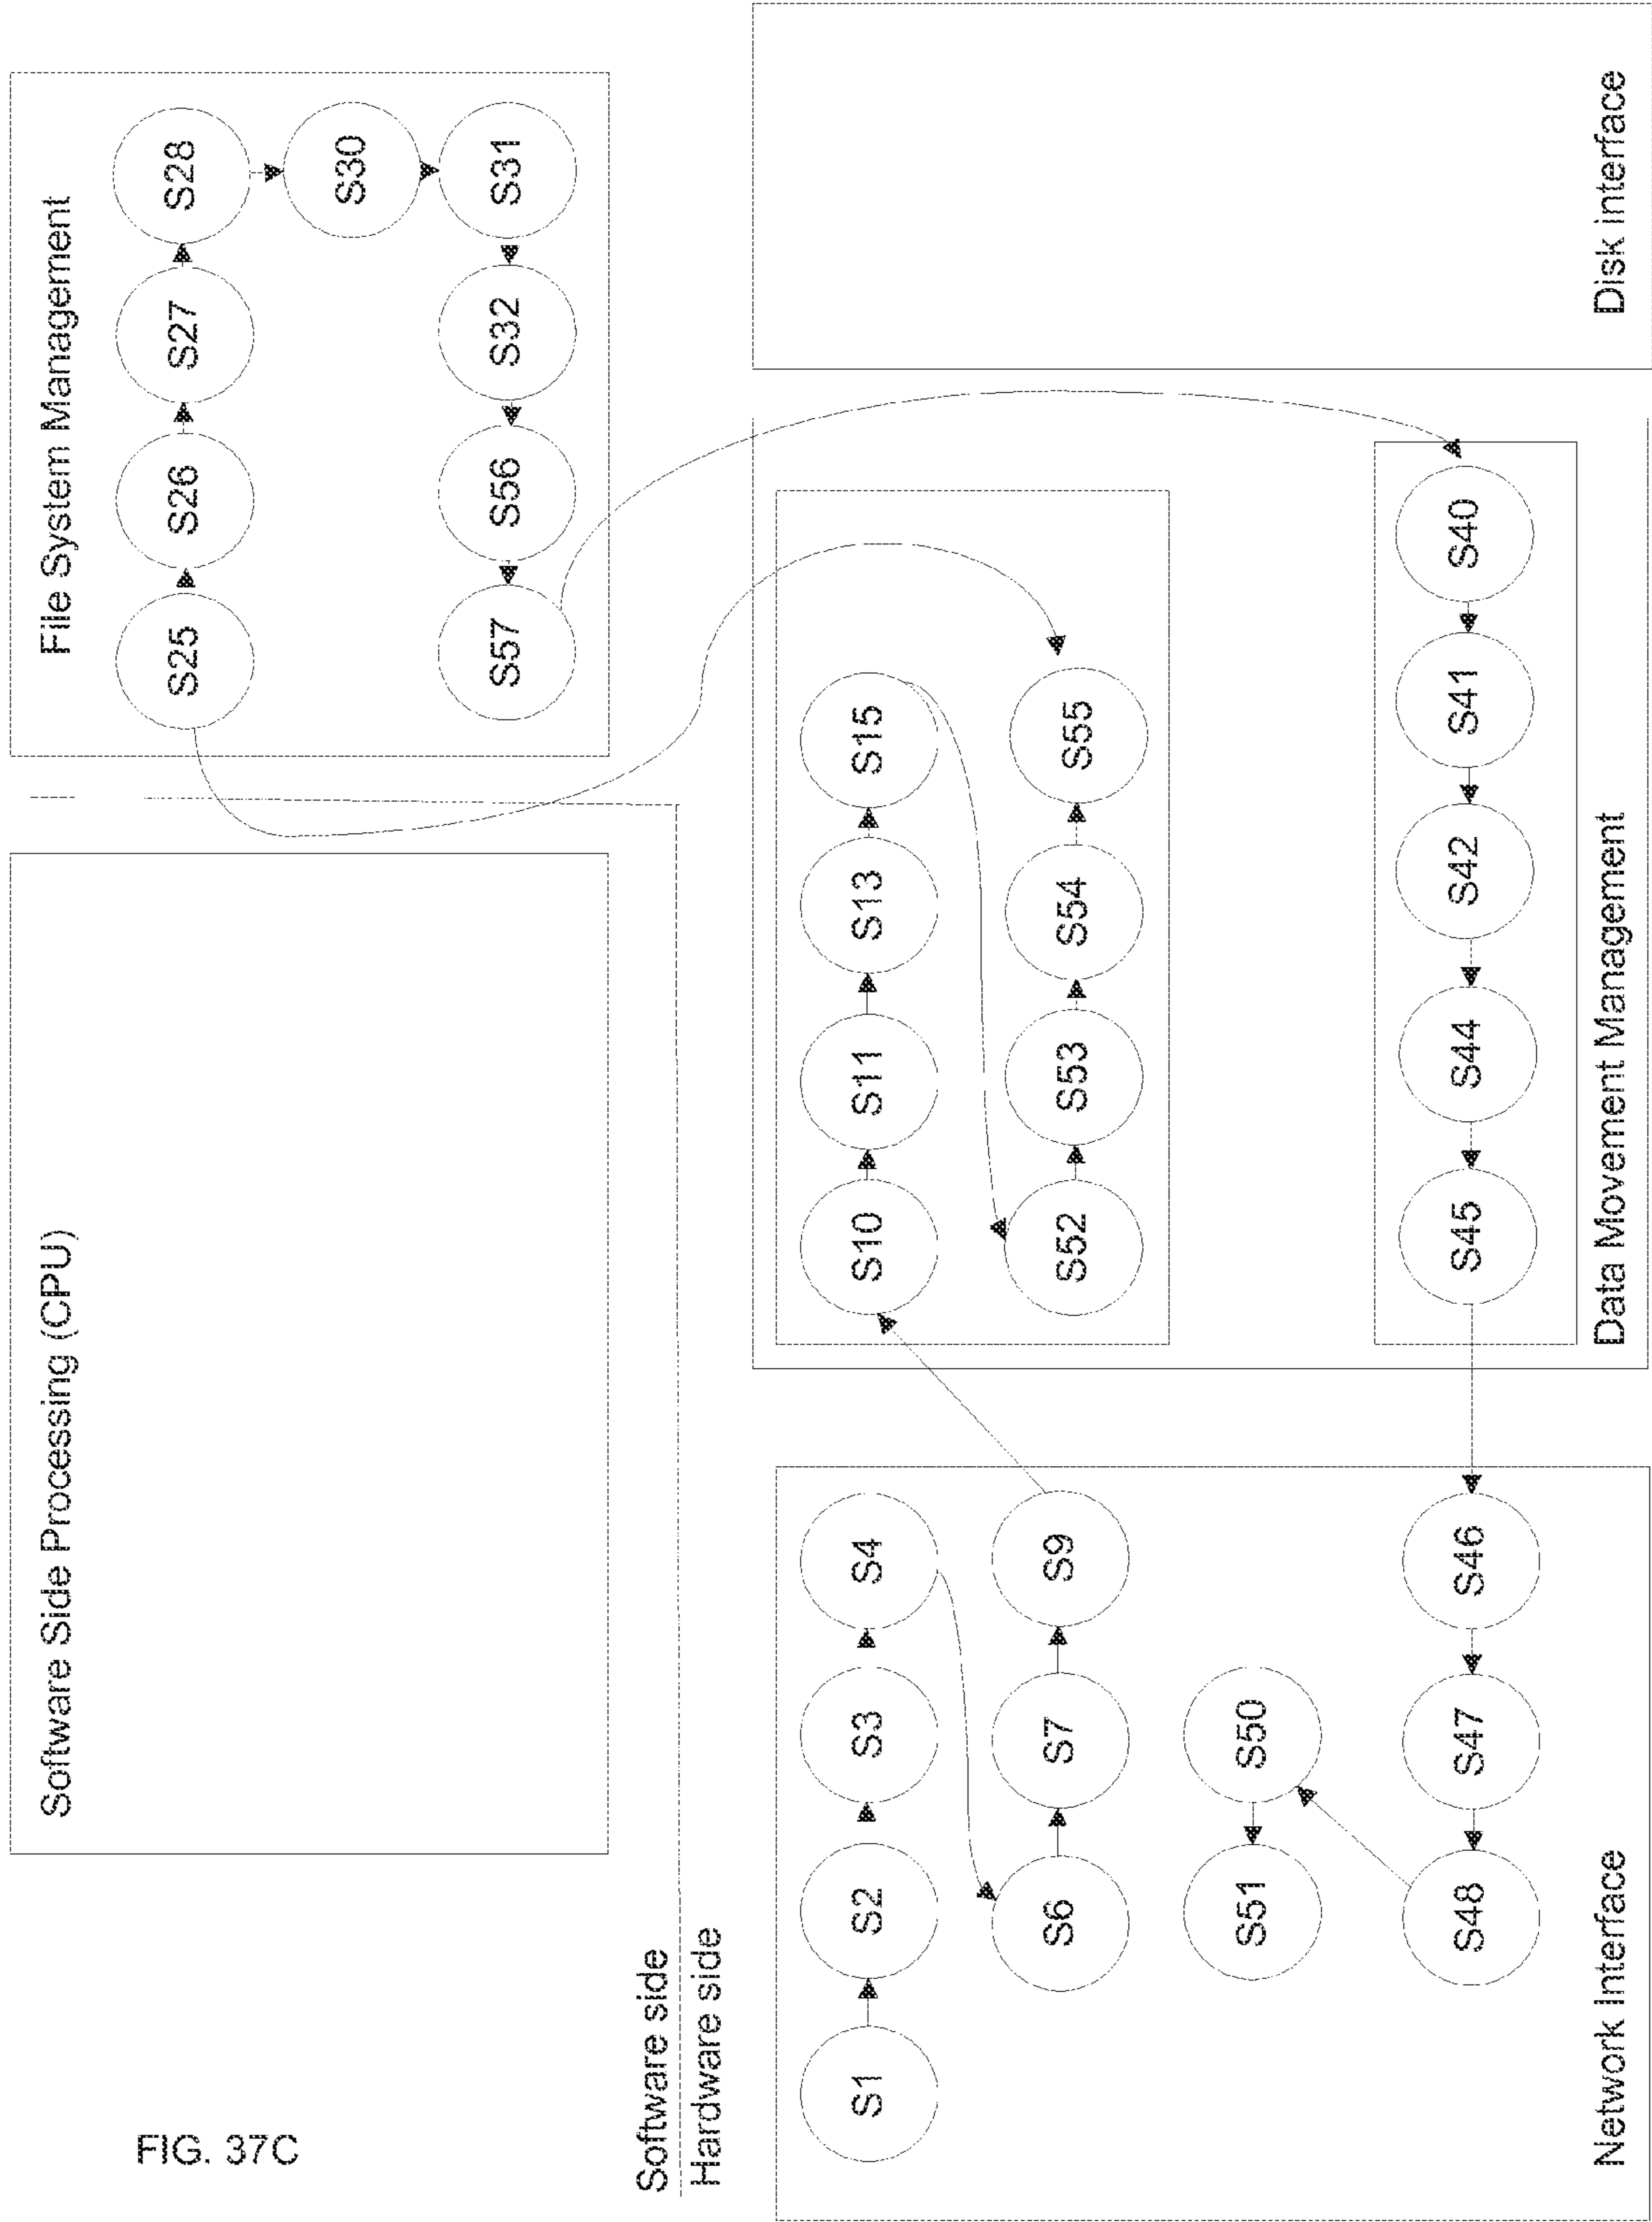 FIG. 37C
Software Side Processing (CPU)
File System Management
S25
S26
S27
S28
S30
S31
S32
S56
S57
Software side
Hardware side
S1
S2
S3
S4
S6
S7
S9
S51
S50
S48
S47
S46
Network Interface
S10
S11
S13
S15
S52
S53
S54
S55
S45
S44
S42
S41
S40
Data Movement Management
Disk interface